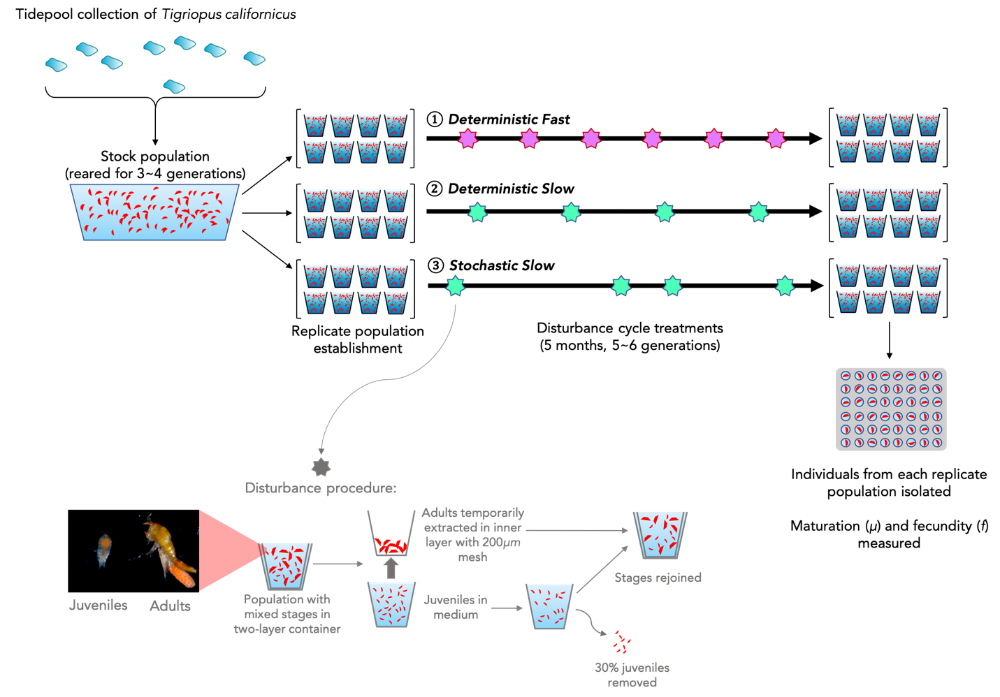 Tidepool collection of Tigriopus californicus
Stock population
(reared for 3~4 generations)
① Deterministic Fast
② Deterministic Slow
③ Stochastic Slow
Replicate population
establishment
Disturbance cycle treatments
(5 months, 5~6 generations)
Individuals from each replicate
population isolated
Maturation (μ) and fecundity (f)
measured
Disturbance procedure:
Juveniles
Adults
Population with
mixed stages in
two-layer container
Adults temporarily
extracted in inner
layer with 200μm
mesh
Juveniles in
medium
Stages rejoined
30% juveniles
removed